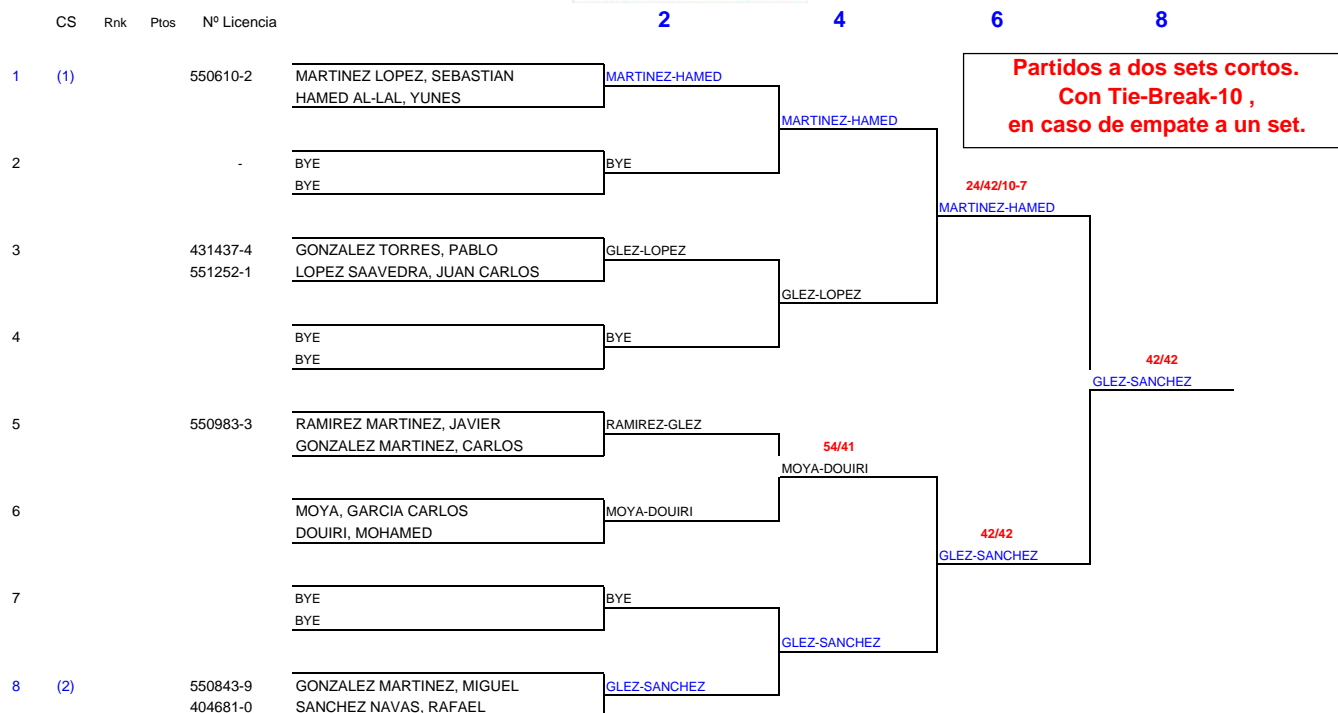 CS Rnk Ptos Nº Licencia 2 4 6 8
Partidos a dos sets cortos.
Con Tie-Break-10 ,
en caso de empate a un set.
1 (1) 550610-2 MARTINEZ LOPEZ, SEBASTIAN MARTINEZ-HAMED
HAMED AL-LAL, YUNES
MARTINEZ-HAMED
2 - BYE BYE
BYE
24/42/10-7
MARTINEZ-HAMED
3 431437-4 GONZALEZ TORRES, PABLO GLEZ-LOPEZ
551252-1 LOPEZ SAAVEDRA, JUAN CARLOS
GLEZ-LOPEZ
4 BYE BYE
BYE
42/42
GLEZ-SANCHEZ
5 550983-3 RAMIREZ MARTINEZ, JAVIER RAMIREZ-GLEZ
GONZALEZ MARTINEZ, CARLOS
54/41
MOYA-DOUIRI
6 MOYA, GARCIA CARLOS MOYA-DOUIRI
DOUIRI, MOHAMED
42/42
GLEZ-SANCHEZ
7 BYE BYE
BYE
GLEZ-SANCHEZ
8 (2) 550843-9 GONZALEZ MARTINEZ, MIGUEL GLEZ-SANCHEZ
404681-0 SANCHEZ NAVAS, RAFAEL